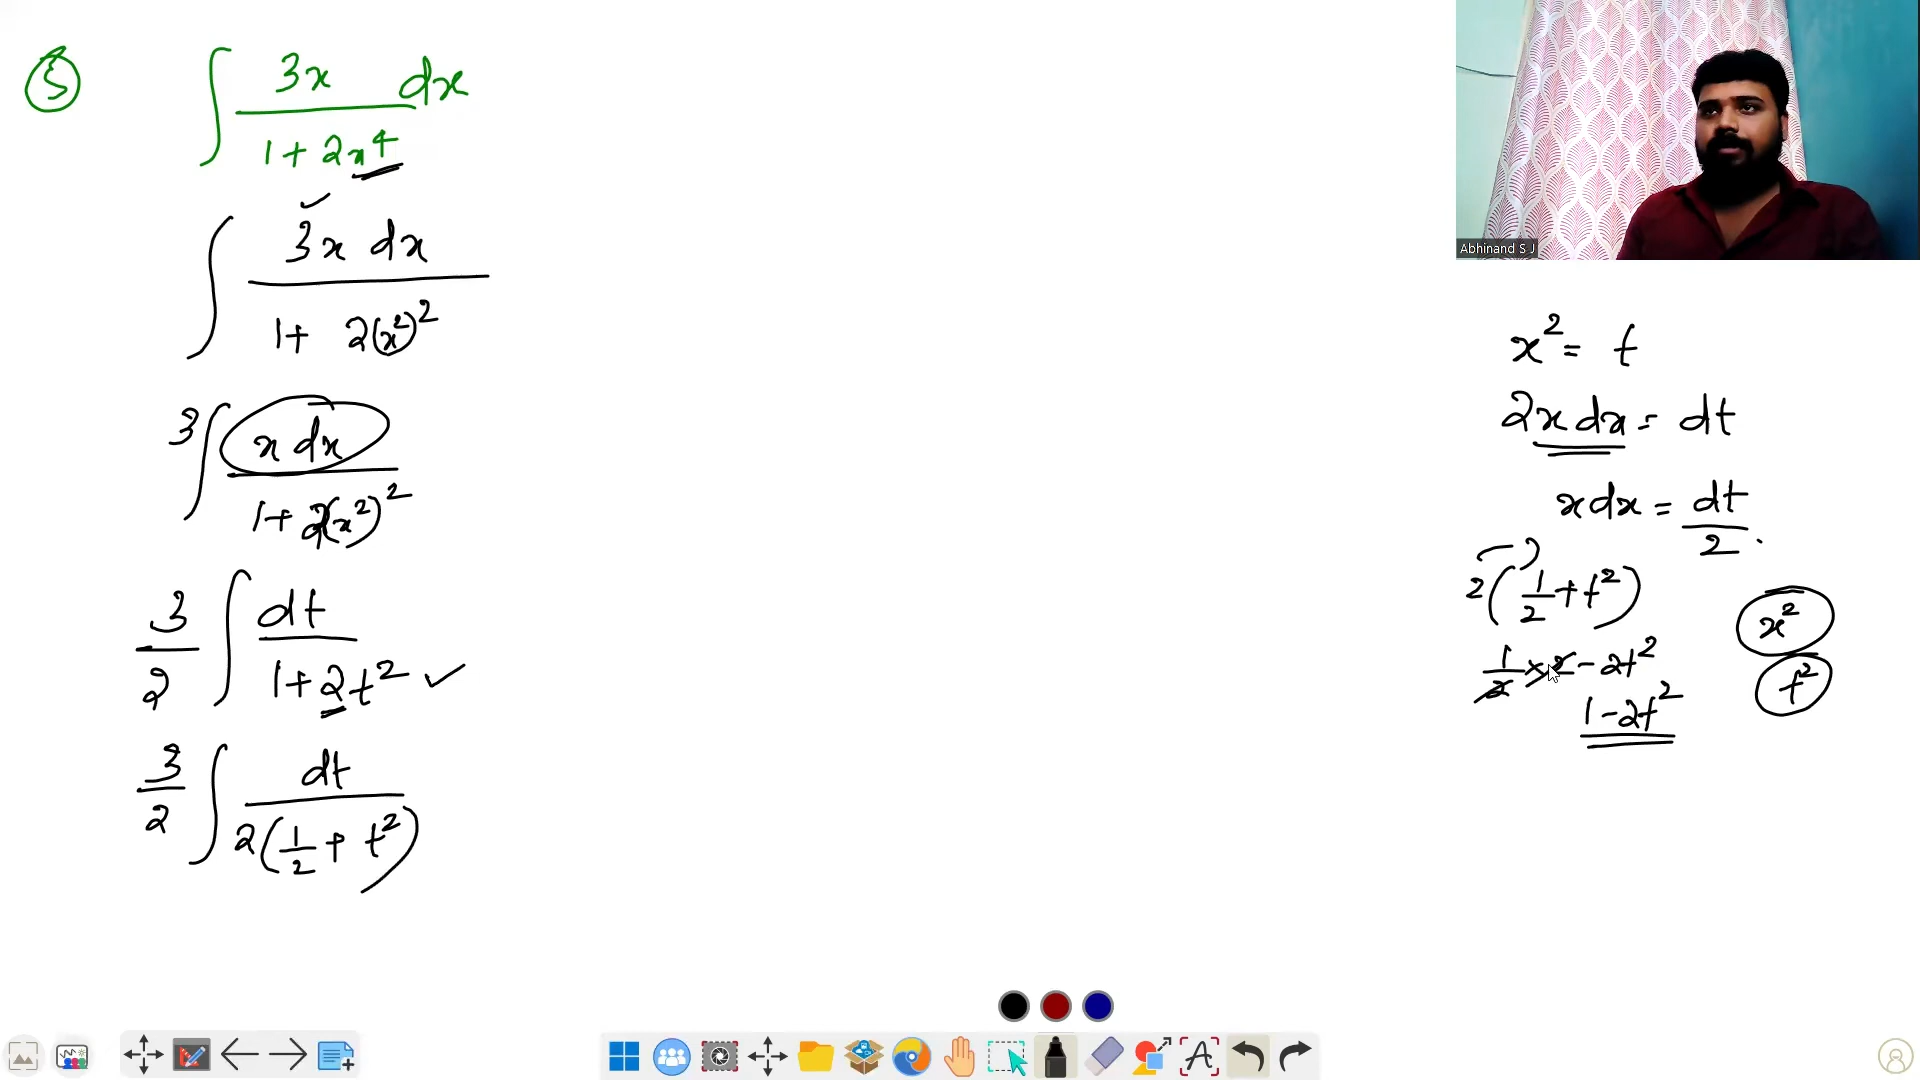 5
∫ 3x dx / 1 + 2x⁴
∫ 3x dx / 1 + 2(x²)²
3 ∫ x dx / 1 + 2(x²)²
3/2 ∫ dt / 1 + 2t² ✓
3/2 ∫ dt / 2(1/2 + t²)
Abhinand S J
x² = t
2x dx = dt
x dx = dt/2.
2(1/2 + t²)
1/2 × 2 - 2t²
1 - 2t²
x²
t²